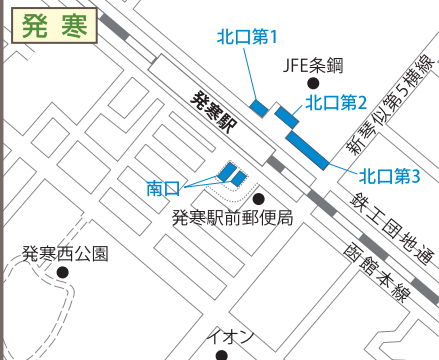 発寒
北口第1
JFE条鋼
北口第2
新琴似第5横線
発寒駅
北口第3
南口
鉄工団地通
発寒駅前郵便局
函館本線
発寒西公園
イオン